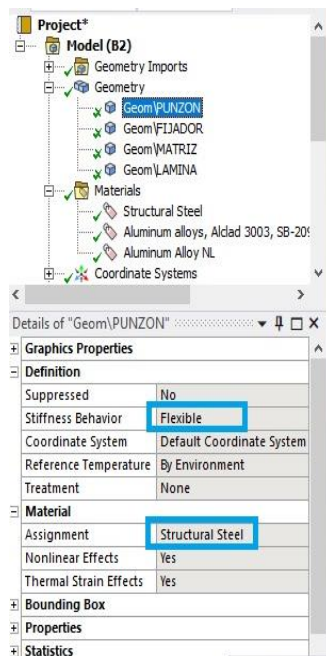 Project*
Model (B2)
Geometry Imports
Geometry
Geom\PUNZON
Geom\FIJADOR
Geom\MATRIZ
Geom\LAMINA
Materials
Structural Steel
Aluminum alloys, Alclad 3003, SB-209
Aluminum Alloy NL
Coordinate Systems
Details of "Geom\PUNZON"
Graphics Properties
Definition
Suppressed No
Stiffness Behavior Flexible
Coordinate System Default Coordinate System
Reference Temperature By Environment
Treatment None
Material
Assignment Structural Steel
Nonlinear Effects Yes
Thermal Strain Effects Yes
Bounding Box
Properties
Statistics